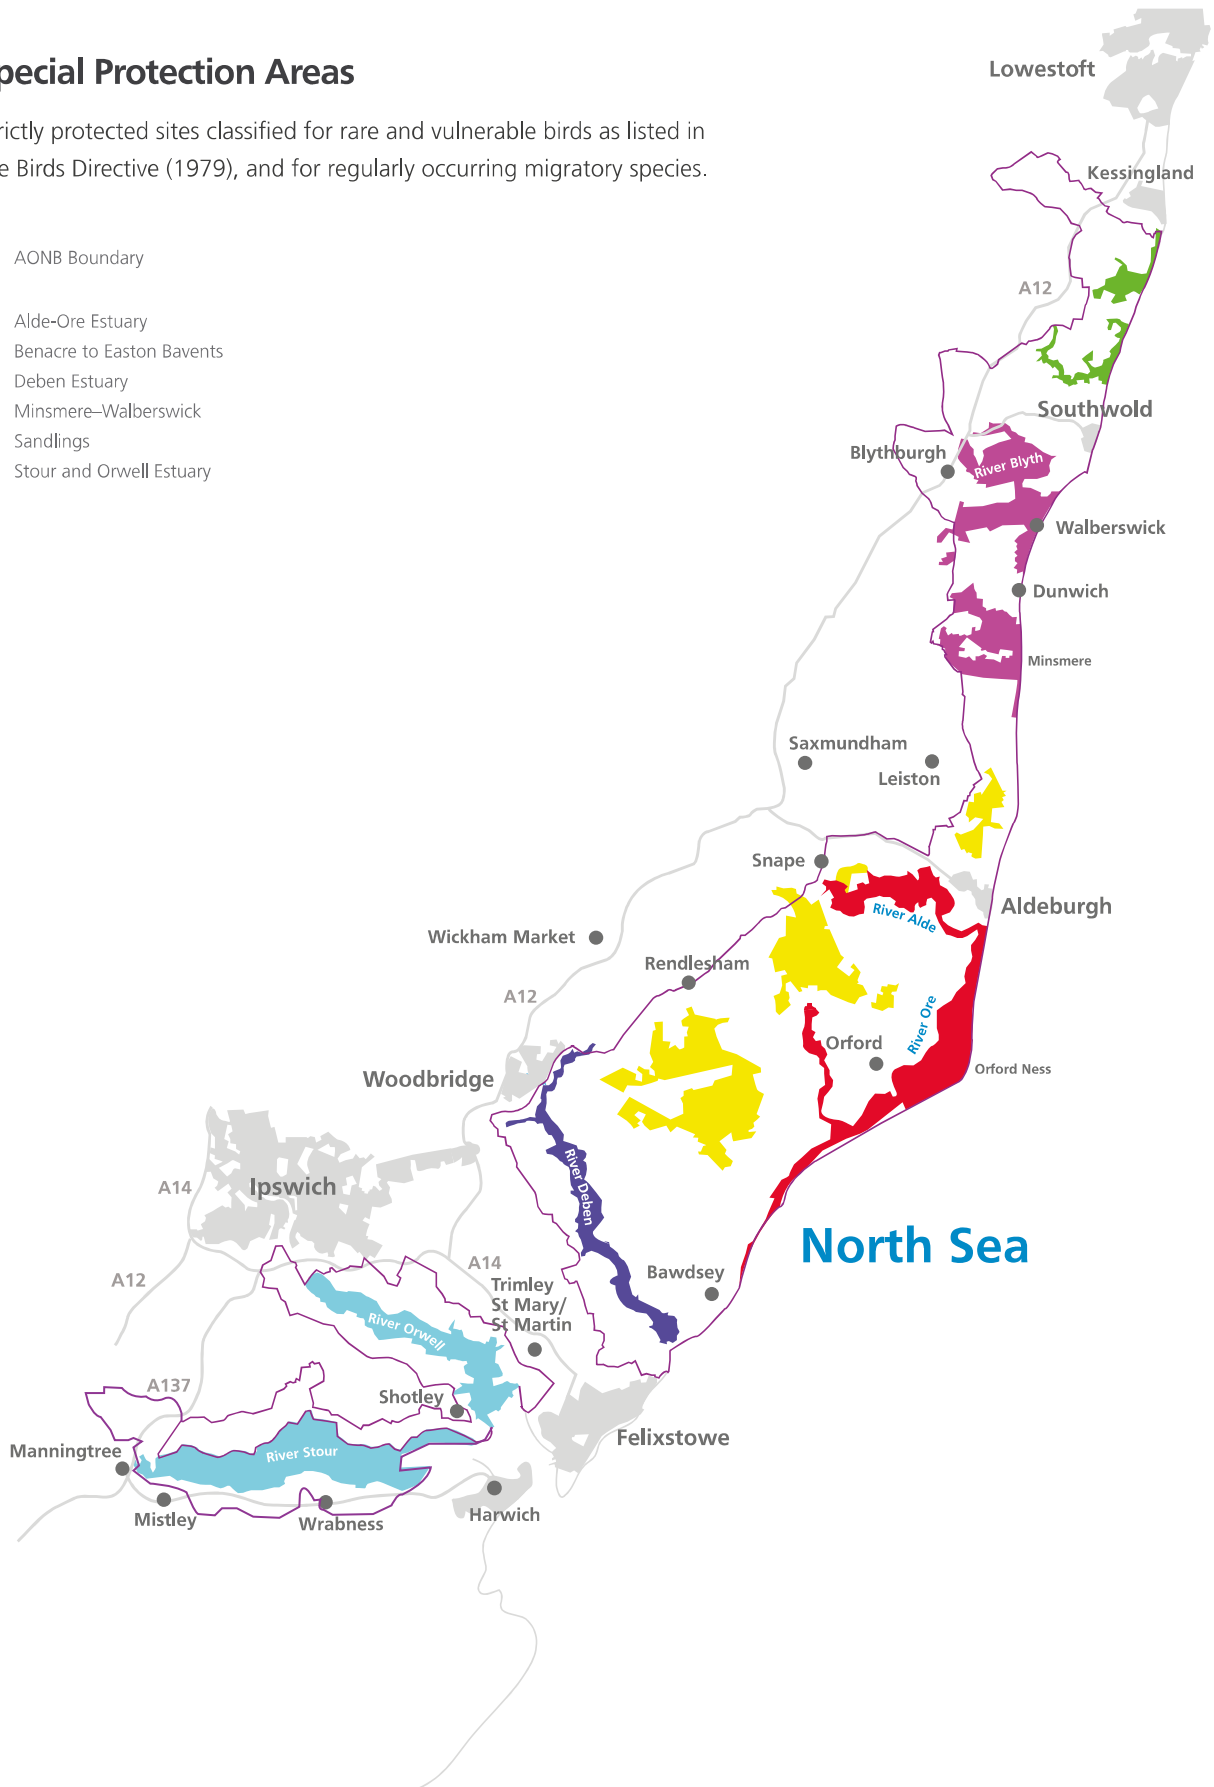 pecial Protection Areas
rictly protected sites classified for rare and vulnerable birds as listed in
e Birds Directive (1979), and for regularly occurring migratory species.
AONB Boundary
Alde-Ore Estuary
Benacre to Easton Bavents
Deben Estuary
Minsmere–Walberswick
Sandlings
Stour and Orwell Estuary
Lowestoft
Kessingland
A12
Southwold
Blythburgh
River Blyth
Walberswick
Dunwich
Minsmere
Saxmundham
Leiston
Snape
Aldeburgh
River Alde
Wickham Market
Rendlesham
A12
River Ore
Orford
Orford Ness
Woodbridge
Ipswich
A14
River Deben
North Sea
A12
A14
Bawdsey
Trimley
St Mary/
St Martin
River Orwell
A137
Shotley
Felixstowe
Manningtree
River Stour
Mistley
Wrabness
Harwich